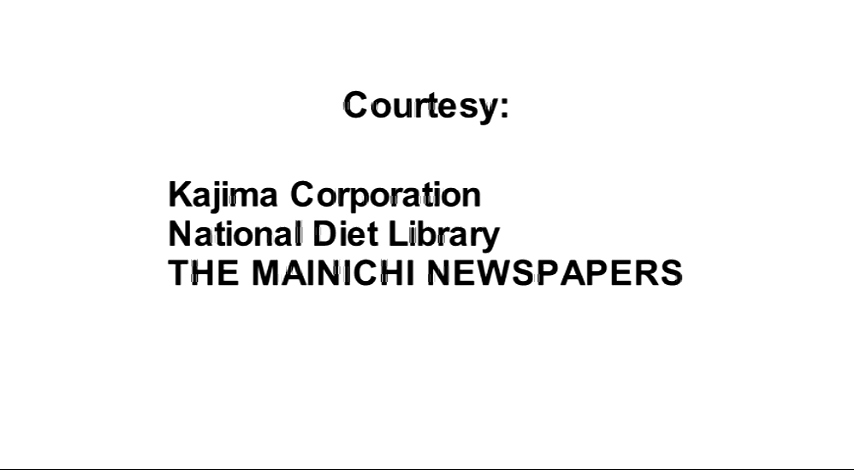 Courtesy:
Kajima Corporation
National Diet Library
THE MAINICHI NEWSPAPERS